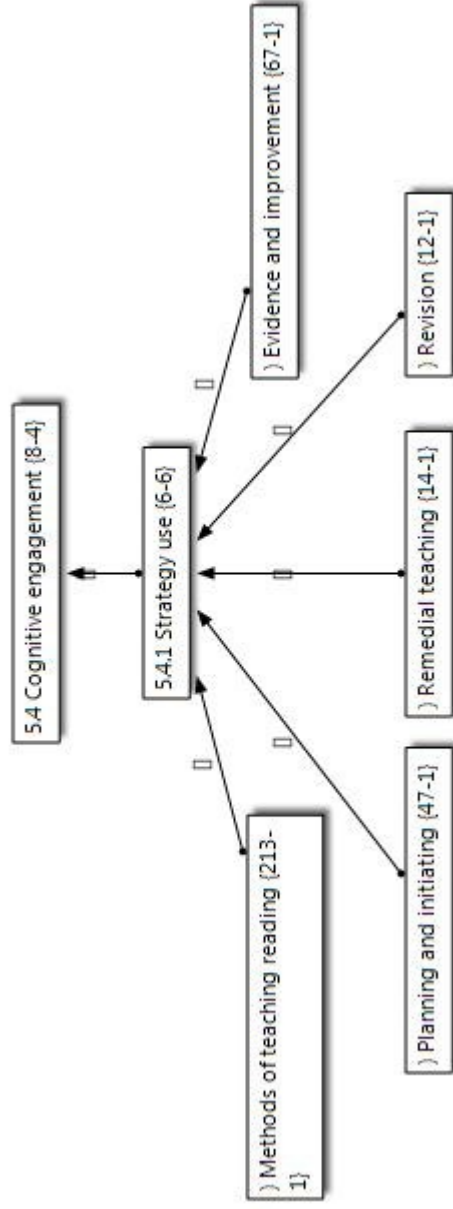 5.4 Cognitive engagement {8-4}
5.4.1 Strategy use {6-6}
) Methods of teaching reading {213-
1}
) Evidence and improvement {67-1}
) Planning and initiating {47-1}
) Remedial teaching {14-1}
) Revision {12-1}